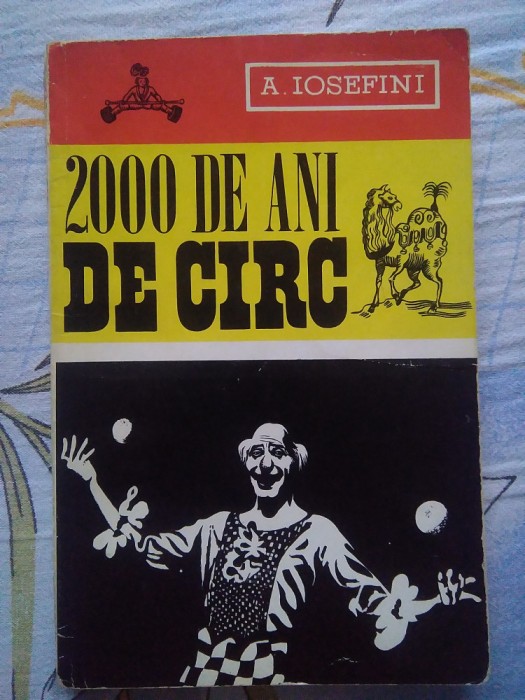 A. IOSEFINI
2000 DE ANI
DE CIRC